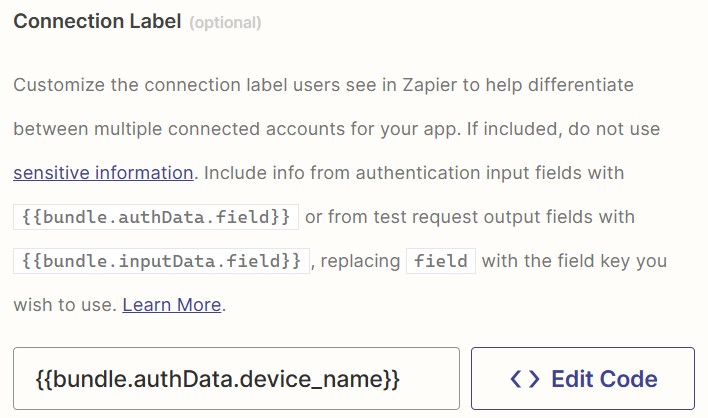 Connection Label (optional)
Customize the connection label users see in Zapier to help differentiate
between multiple connected accounts for your app. If included, do not use
sensitive information. Include info from authentication input fields with
{{bundle.authData.field}} or from test request output fields with
{{bundle.inputData.field}}, replacing field with the field key you
wish to use. Learn More.
{{bundle.authData.device_name}} <> Edit Code